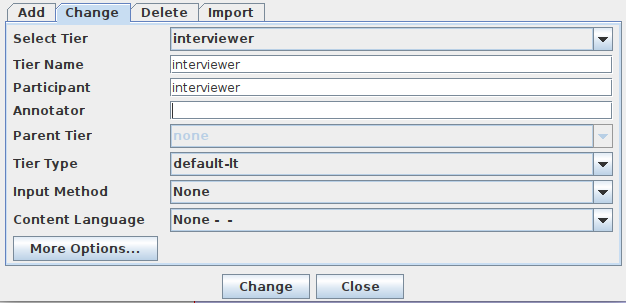 Add Change Delete Import
Select Tier interviewer
Tier Name interviewer
Participant interviewer
Annotator
Parent Tier none
Tier Type default-lt
Input Method None
Content Language None - -
More Options...
Change Close